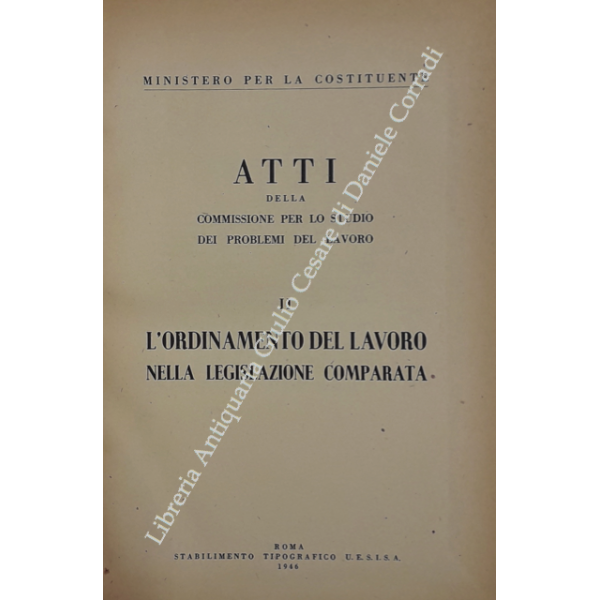 MINISTERO PER LA COSTITUENTE
ATTI
DELLA
COMMISSIONE PER LO STUDIO
DEI PROBLEMI DEL LAVORO
L'ORDINAMENTO DEL LAVORO
NELLA LEGISLAZIONE COMPARATA
ROMA
STABILIMENTO TIPOGRAFICO U.E.S.I.S.A.
1946
Libreria Antiquaria Giulio Cesare di Daniele Corradi